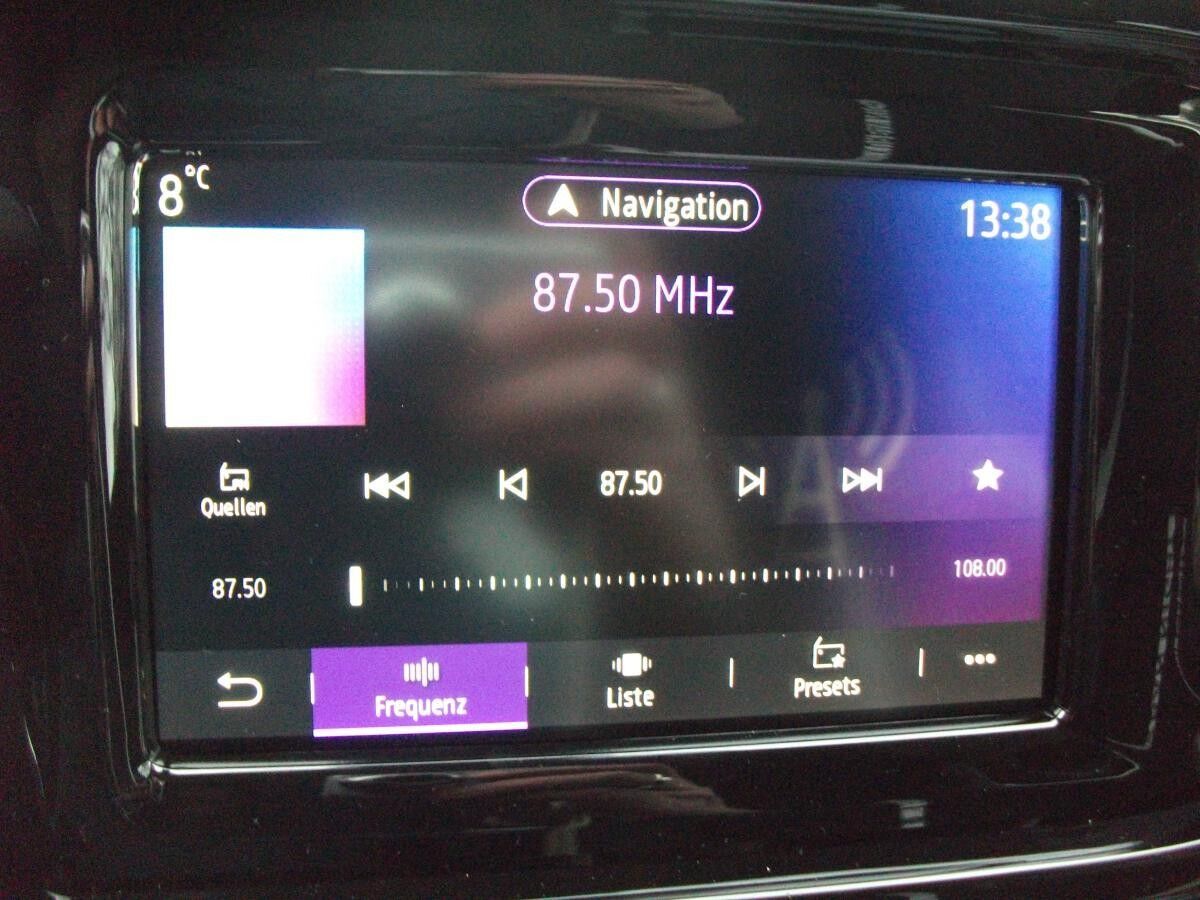 8°C
Navigation
13:38
87.50 MHz
Quellen
87.50
87.50
108.00
Frequenz
Liste
Presets